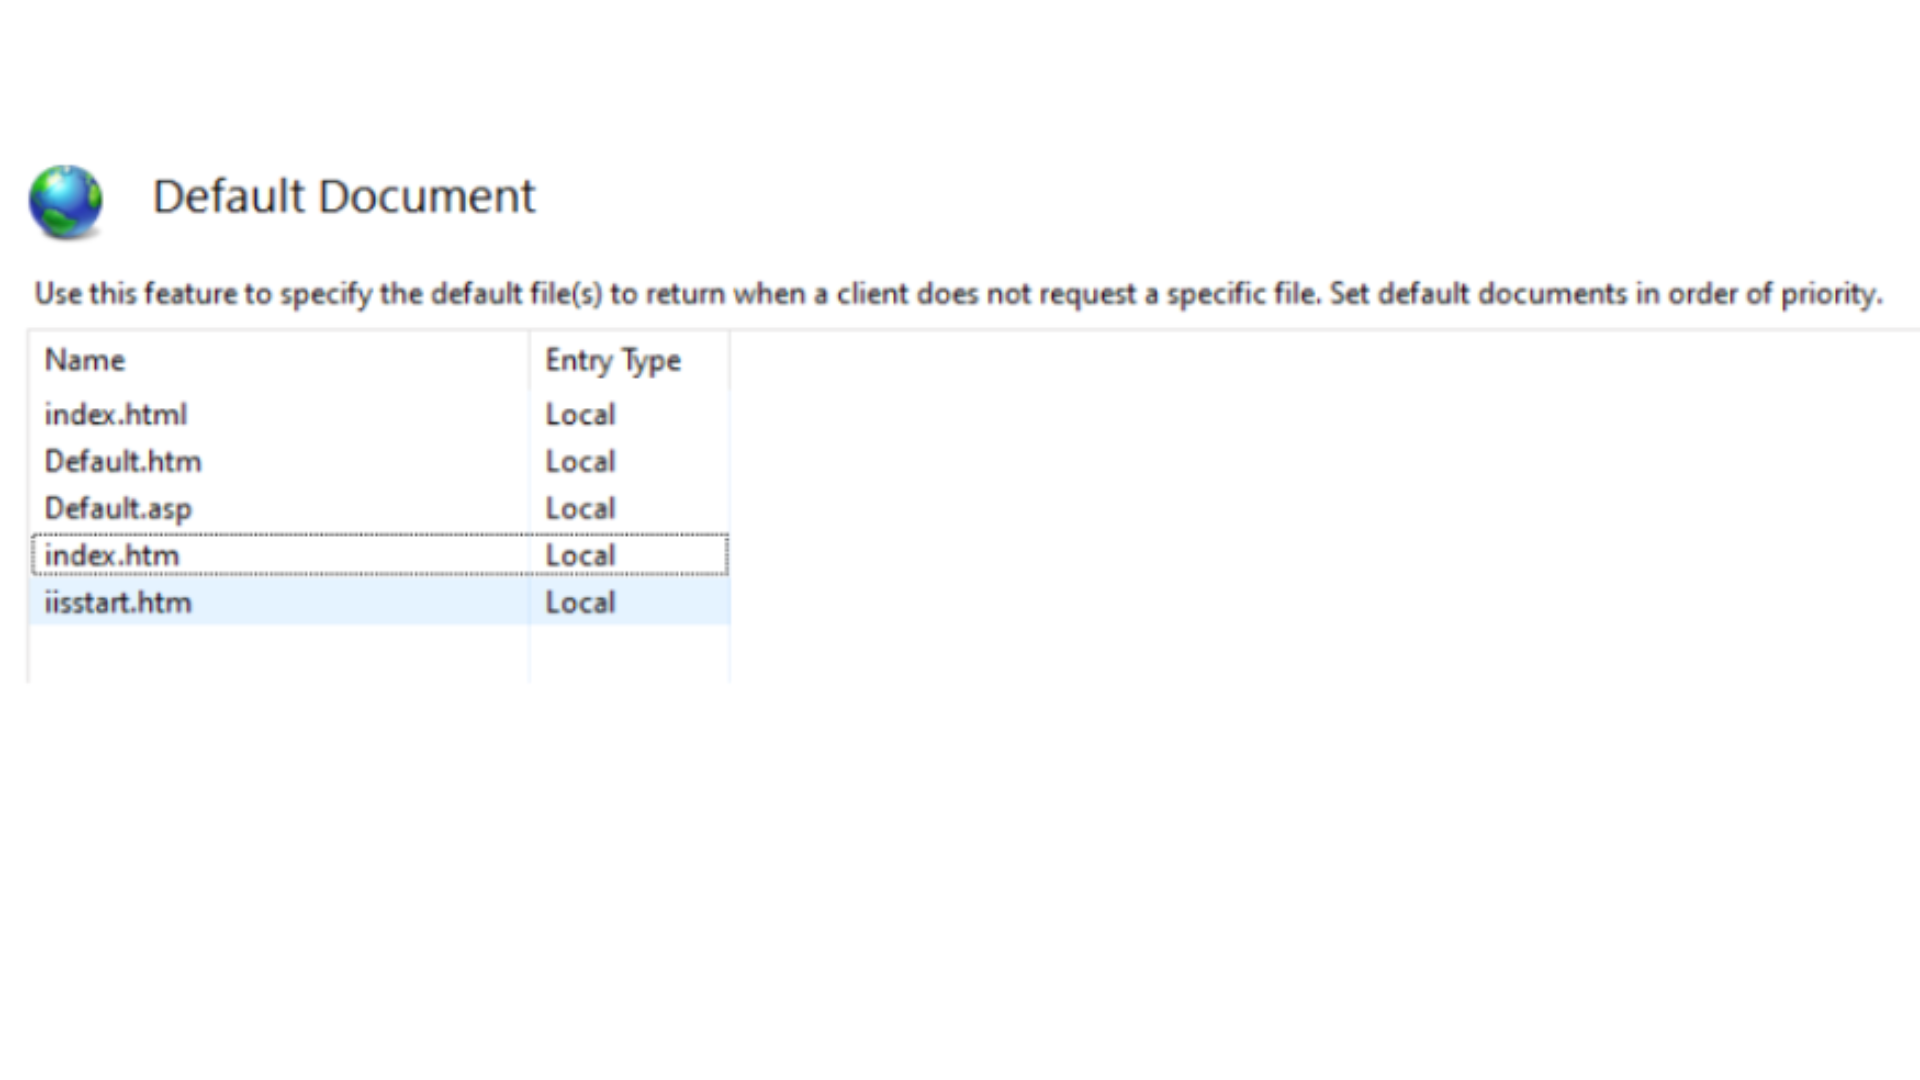 Default Document
Use this feature to specify the default file(s) to return when a client does not request a specific file. Set default documents in order of priority.
Name Entry Type
index.html Local
Default.htm Local
Default.asp Local
index.htm Local
iisstart.htm Local